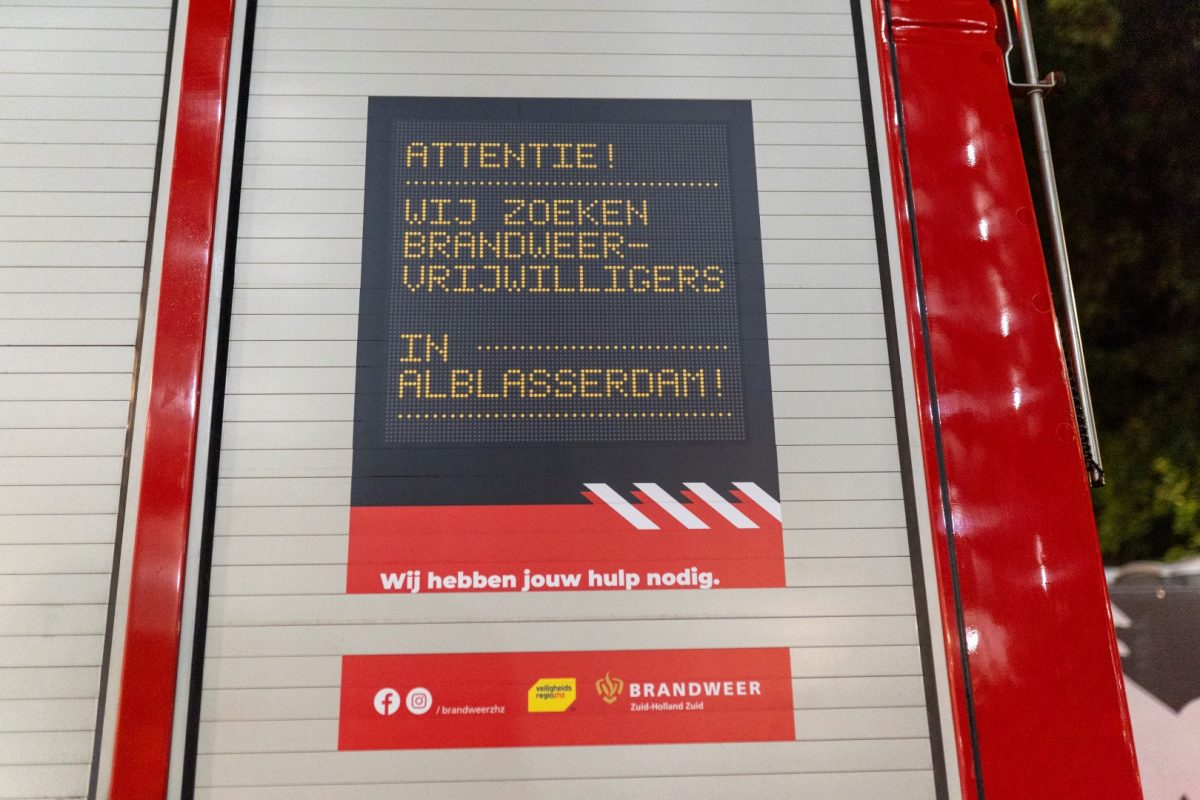 ATTENTIE!
WIJ ZOEKEN
BRANDWEER-
VRIJWILLIGERS
IN
ALBLASSERDAM!
Wij hebben jouw hulp nodig.
/ brandweerzhz
veiligheids
regiozhz
BRANDWEER
Zuid-Holland Zuid